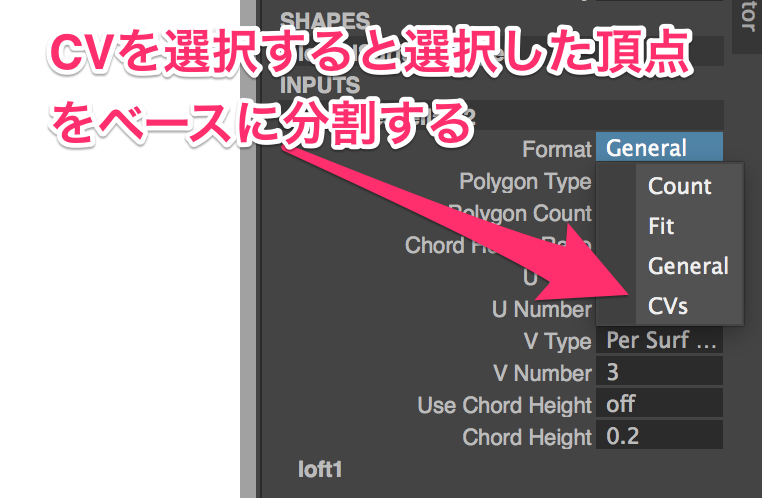 SHAPES
CVを選択すると選択した頂点
INPUTS
をベースに分割する
2
Format General
Polygon Type Count
Polygon Count Fit
General
U
U Number CVs
V Type Per Surf ...
V Number 3
Use Chord Height off
Chord Height 0.2
loft1
tor